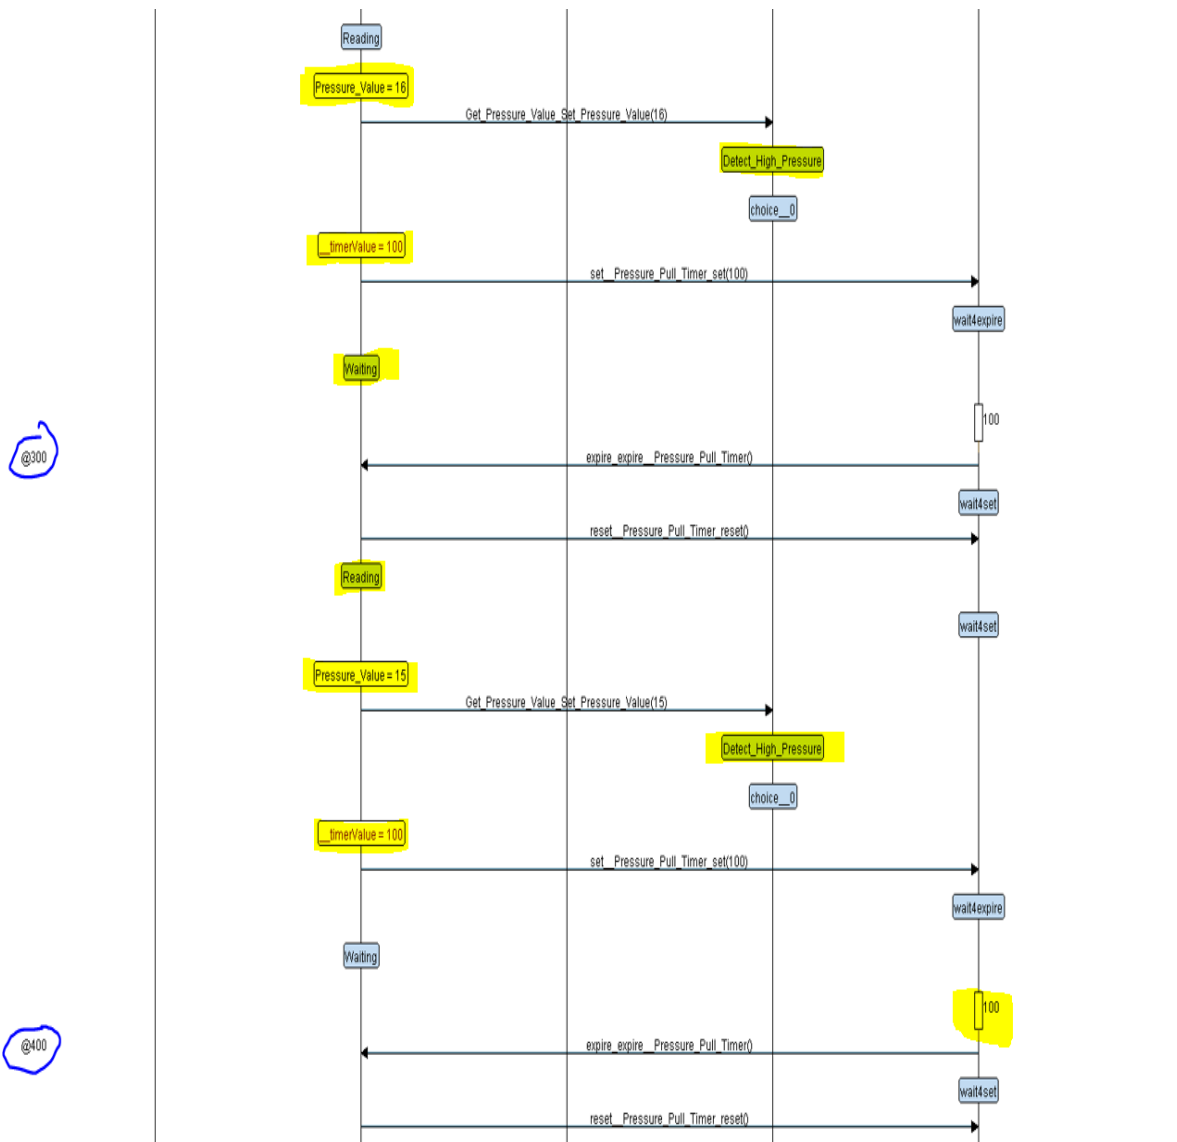 Reading
Pressure_Value = 16
Get_Pressure_Value_Set_Pressure_Value(16)
Detect_High_Pressure
choice__0
__timerValue = 100
set__Pressure_Pull_Timer_set(100)
wait4expire
Waiting
100
@300
expire_expire__Pressure_Pull_Timer()
wait4set
reset__Pressure_Pull_Timer_reset()
Reading
wait4set
Pressure_Value = 15
Get_Pressure_Value_Set_Pressure_Value(15)
Detect_High_Pressure
choice__0
__timerValue = 100
set__Pressure_Pull_Timer_set(100)
wait4expire
Waiting
100
@400
expire_expire__Pressure_Pull_Timer()
wait4set
reset__Pressure_Pull_Timer_reset()